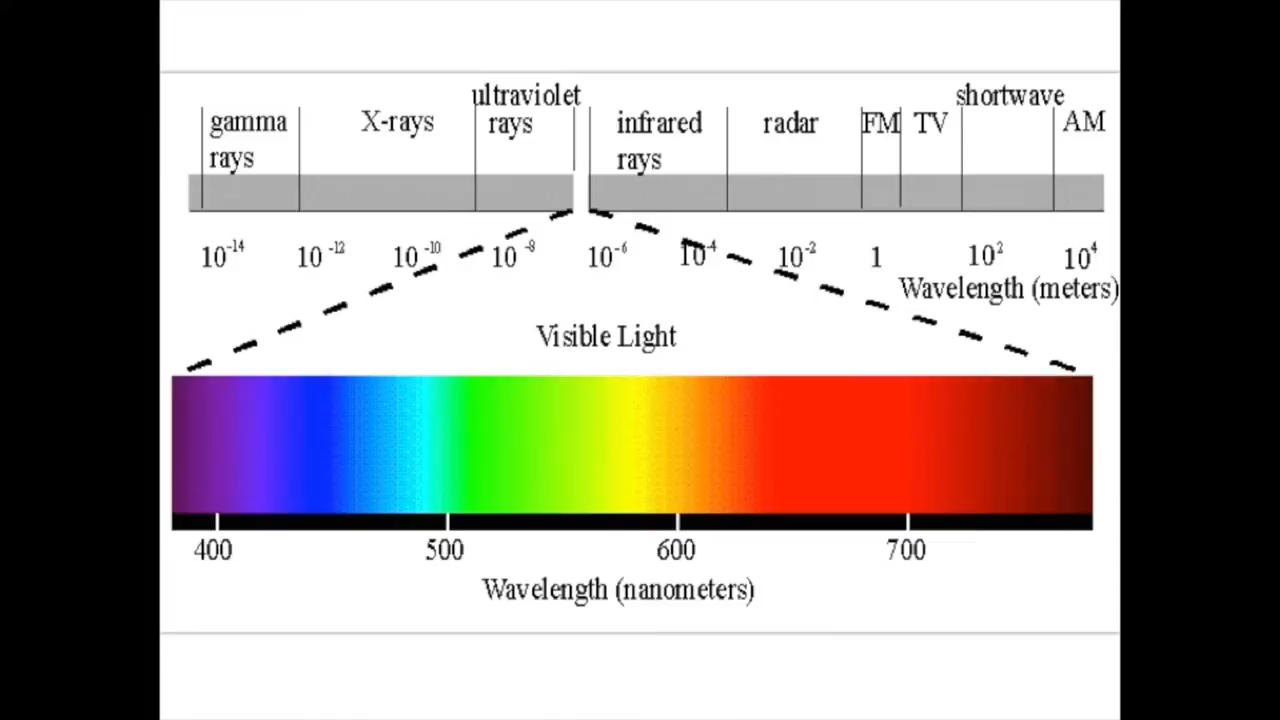 ultraviolet shortwave
gamma X-rays rays infrared radar FM TV AM
rays rays
10⁻¹⁴ 10⁻¹² 10⁻¹⁰ 10⁻⁸ 10⁻⁶ 10⁻⁴ 10⁻² 1 10² 10⁴
Wavelength (meters)
Visible Light
400 500 600 700
Wavelength (nanometers)